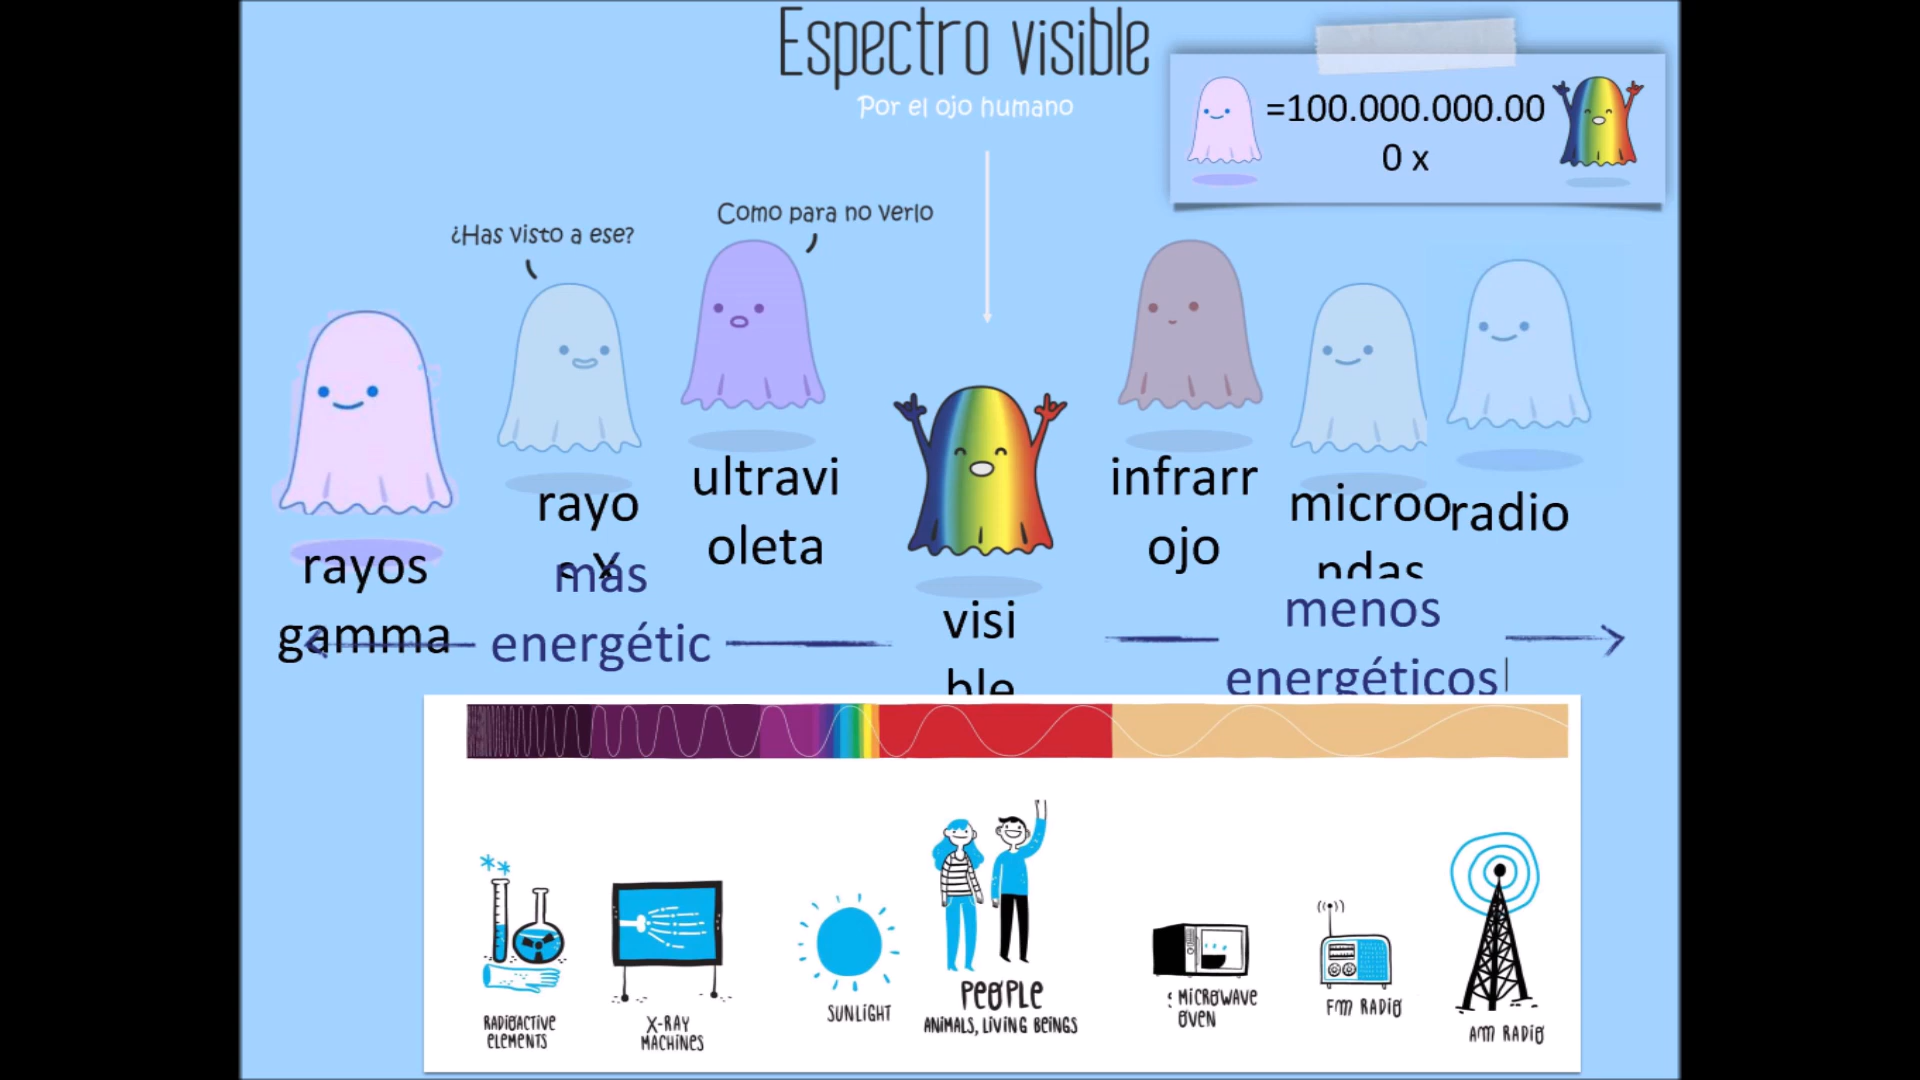 Espectro visible
Por el ojo humano
=100.000.000.00
0 x
¿Has visto a ese?
Como para no verlo
rayos
gamma
rayo
s X
ultravi
oleta
visi
ble
infrarr
ojo
microo
ndas
radio
más
energétic
menos
energéticos
RADIOACTIVE
ELEMENTS
X-RAY
MACHINES
SUNLIGHT
PEOPLE
ANIMALS, LIVING BEINGS
MICROWAVE
OVEN
FM RADIO
AM RADIO